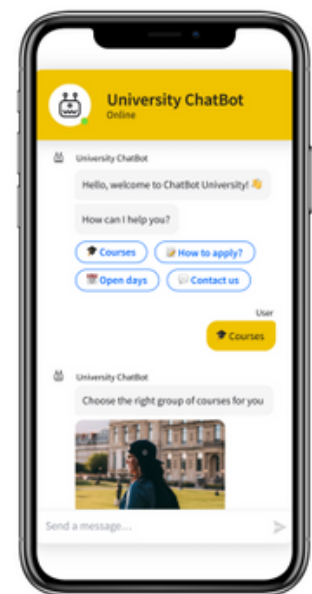 University ChatBot
Online
University ChatBot
Hello, welcome to ChatBot University! 👋
How can I help you?
🎓 Courses
📝 How to apply?
📅 Open days
💬 Contact us
User
🎓 Courses
University ChatBot
Choose the right group of courses for you
Send a message...